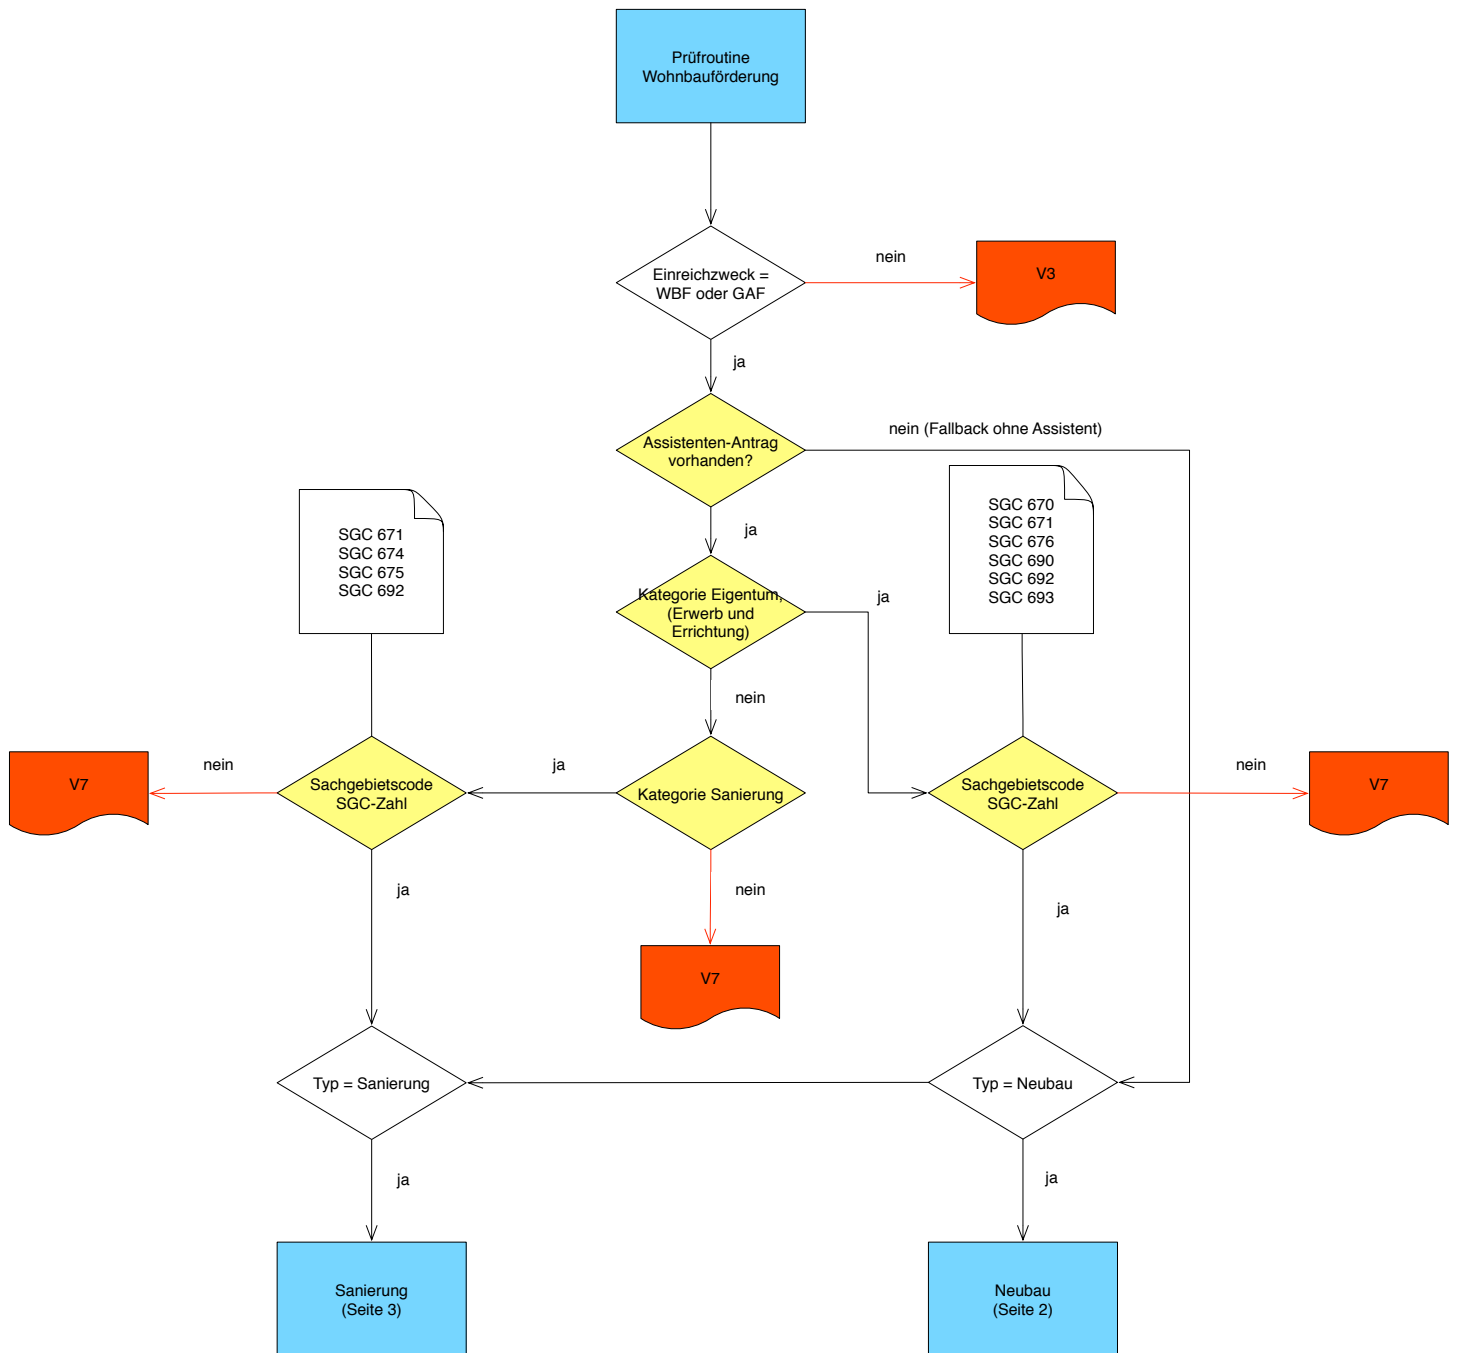 Prüfroutine
Wohnbauförderung
Einreichzweck =
WBF oder GAF
nein
V3
ja
Assistenten-Antrag
vorhanden?
nein (Fallback ohne Assistent)
ja
SGC 671
SGC 674
SGC 675
SGC 692
SGC 670
SGC 671
SGC 676
SGC 690
SGC 692
SGC 693
Kategorie Eigentum,
(Erwerb und
Errichtung)
ja
nein
V7
nein
Sachgebietscode
SGC-Zahl
ja
Kategorie Sanierung
Sachgebietscode
SGC-Zahl
nein
V7
ja
nein
ja
V7
Typ = Sanierung
Typ = Neubau
ja
ja
Sanierung
(Seite 3)
Neubau
(Seite 2)